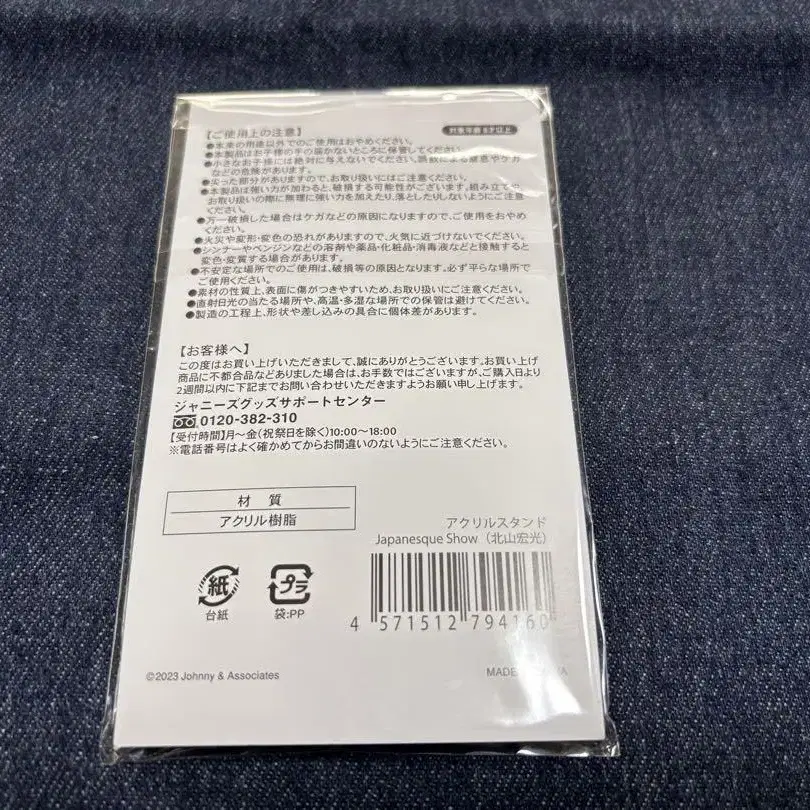 【ご使用上の注意】
対象年齢6才以上
●本来の用途以外でのご使用はおやめください。
●本製品はお子様の手の届かないところに保管してください。
●小さなお子様には絶対に与えないでください。誤飲による窒息やケガ
などの危険があります。
●尖った部分がありますので、お取り扱いにはご注意ください。
●本製品は強い力が加わると、破損する可能性がございます。組み立てや
お取り扱いの際に無理に強い力を加えたり、落としたりしないようにご注意
ください。
●万一破損した場合はケガなどの原因になりますので、ご使用をおやめ
ください。
●火災や変形・変色の恐れがありますので、火気に近づけないでください。
●シンナーやベンジンなどの溶剤や薬品・化粧品・消毒液などと接触すると
変色・変質する場合があります。
●不安定な場所でのご使用は、破損等の原因となります。必ず平らな場所で
ご使用ください。
●素材の性質上、表面に傷がつきやすいため、お取り扱いにご注意ください。
●直射日光の当たる場所や、高温・多湿な場所での保管は避けてください。
●製造の工程上、形状や差し込みの具合に個体差があります。
【お客様へ】
この度はお買い上げいただきまして、誠にありがとうございます。お買い上げ
商品に不都合品などありました場合は、お手数ではございますが、ご購入日より
2週間以内に下記までお問い合わせいただきますようお願い申し上げます。
ジャニーズグッズサポートセンター
0120-382-310
【受付時間】月～金(祝祭日を除く)10:00～18:00
※電話番号はよく確かめてからお間違いのないようにご注意ください。
材 質
アクリル樹脂
アクリルスタンド
Japanesque Show（北山宏光）
紙
台紙
プラ
袋:PP
4 571512 794160
©2023 Johnny & Associates